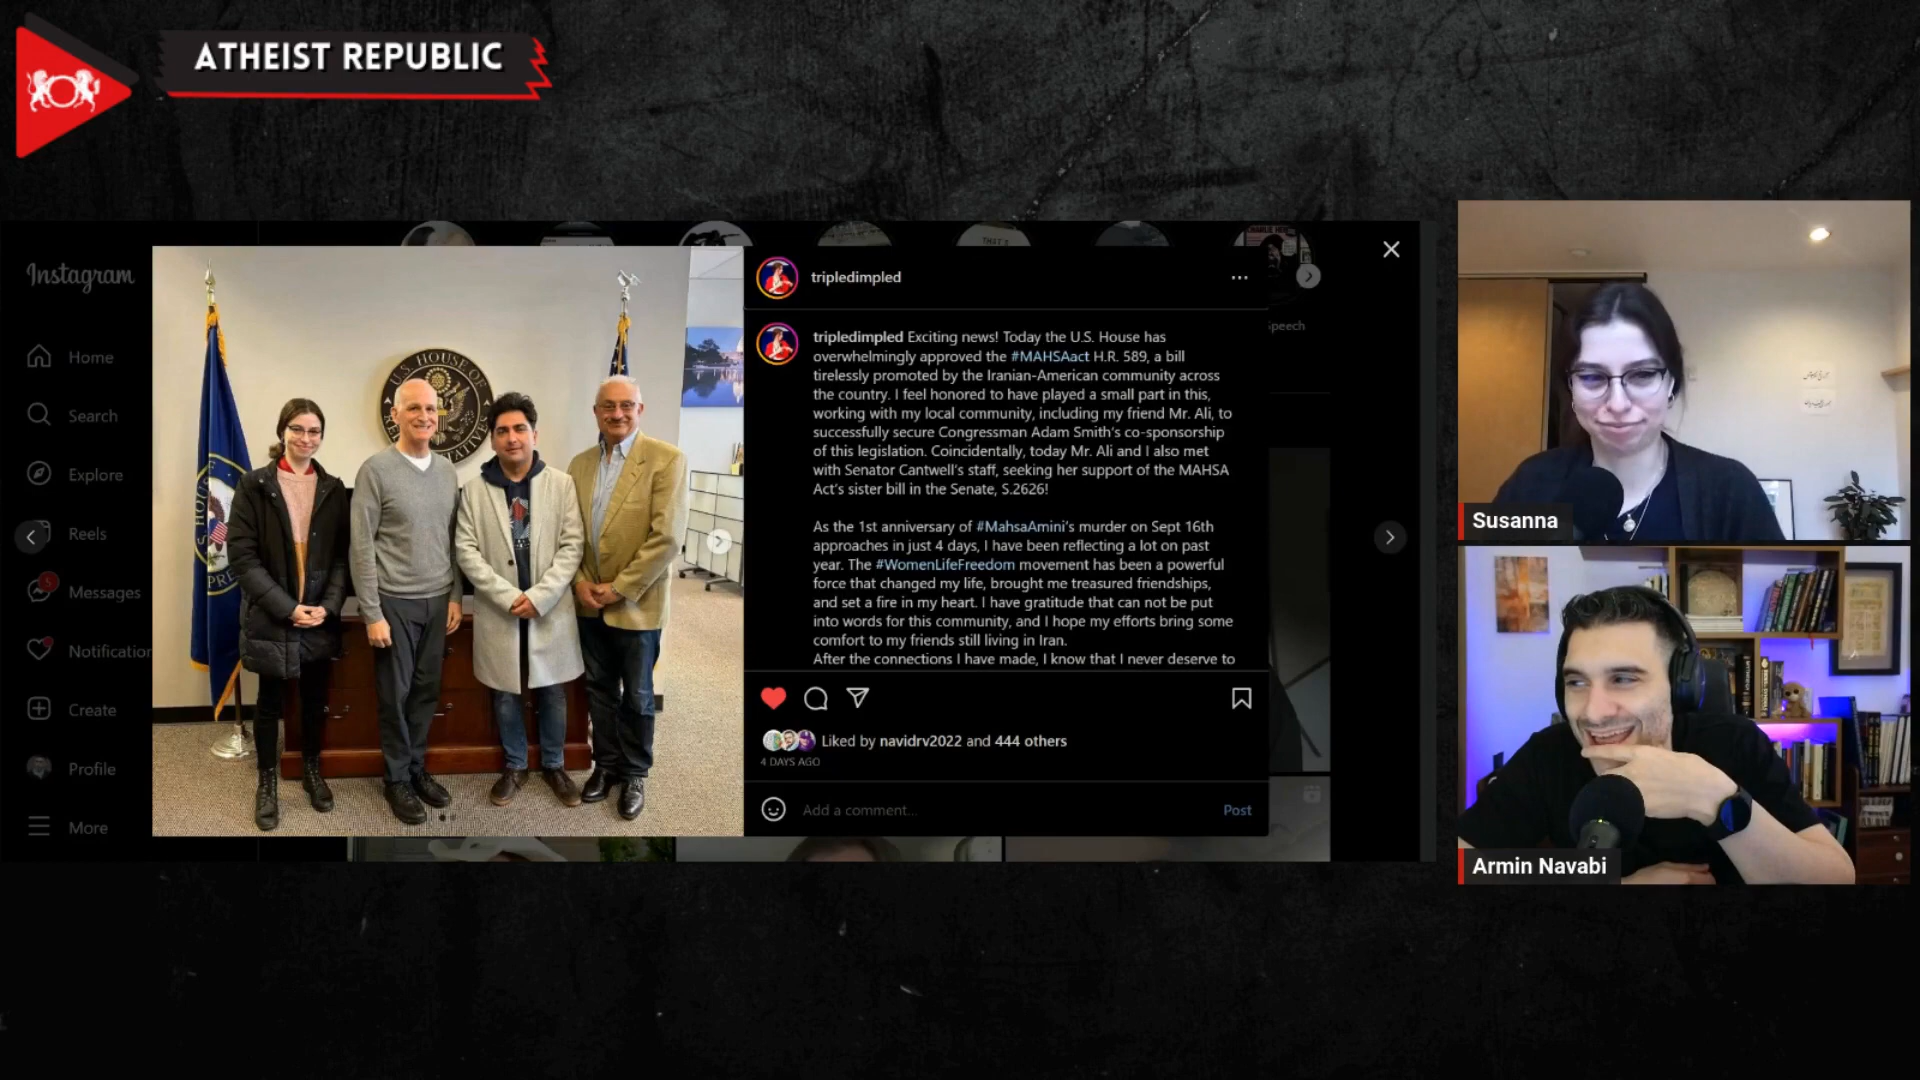 ATHEIST REPUBLIC
Instagram
Home
Search
Explore
Reels
5
Messages
Notification
Create
Profile
More
U.S. HOUSE OF
tripledimpled
tripledimpled Exciting news! Today the U.S. House has
overwhelmingly approved the #MAHSAact H.R. 589, a bill
tirelessly promoted by the Iranian-American community across
the country. I feel honored to have played a small part in this,
working with my local community, including my friend Mr. Ali, to
successfully secure Congressman Adam Smith's co-sponsorship
of this legislation. Coincidentally, today Mr. Ali and I also met
with Senator Cantwell's staff, seeking her support of the MAHSA
Act's sister bill in the Senate, S.2626!
As the 1st anniversary of #MahsaAmini's murder on Sept 16th
approaches in just 4 days, I have been reflecting a lot on past
year. The #WomenLifeFreedom movement has been a powerful
force that changed my life, brought me treasured friendships,
and set a fire in my heart. I have gratitude that can not be put
into words for this community, and I hope my efforts bring some
comfort to my friends still living in Iran.
After the connections I have made, I know that I never deserve to
Liked by navidrv2022 and 444 others
4 DAYS AGO
Add a comment...
Post
THAT'S
CHARLIE HEB
Speech
Susanna
Armin Navabi